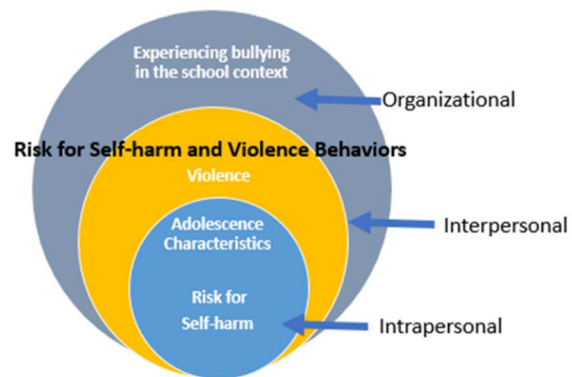 Experiencing bullying
in the school context
Organizational
Risk for Self-harm and Violence Behaviors
Violence
Adolescence
Characteristics
Interpersonal
Risk for
Self-harm
Intrapersonal